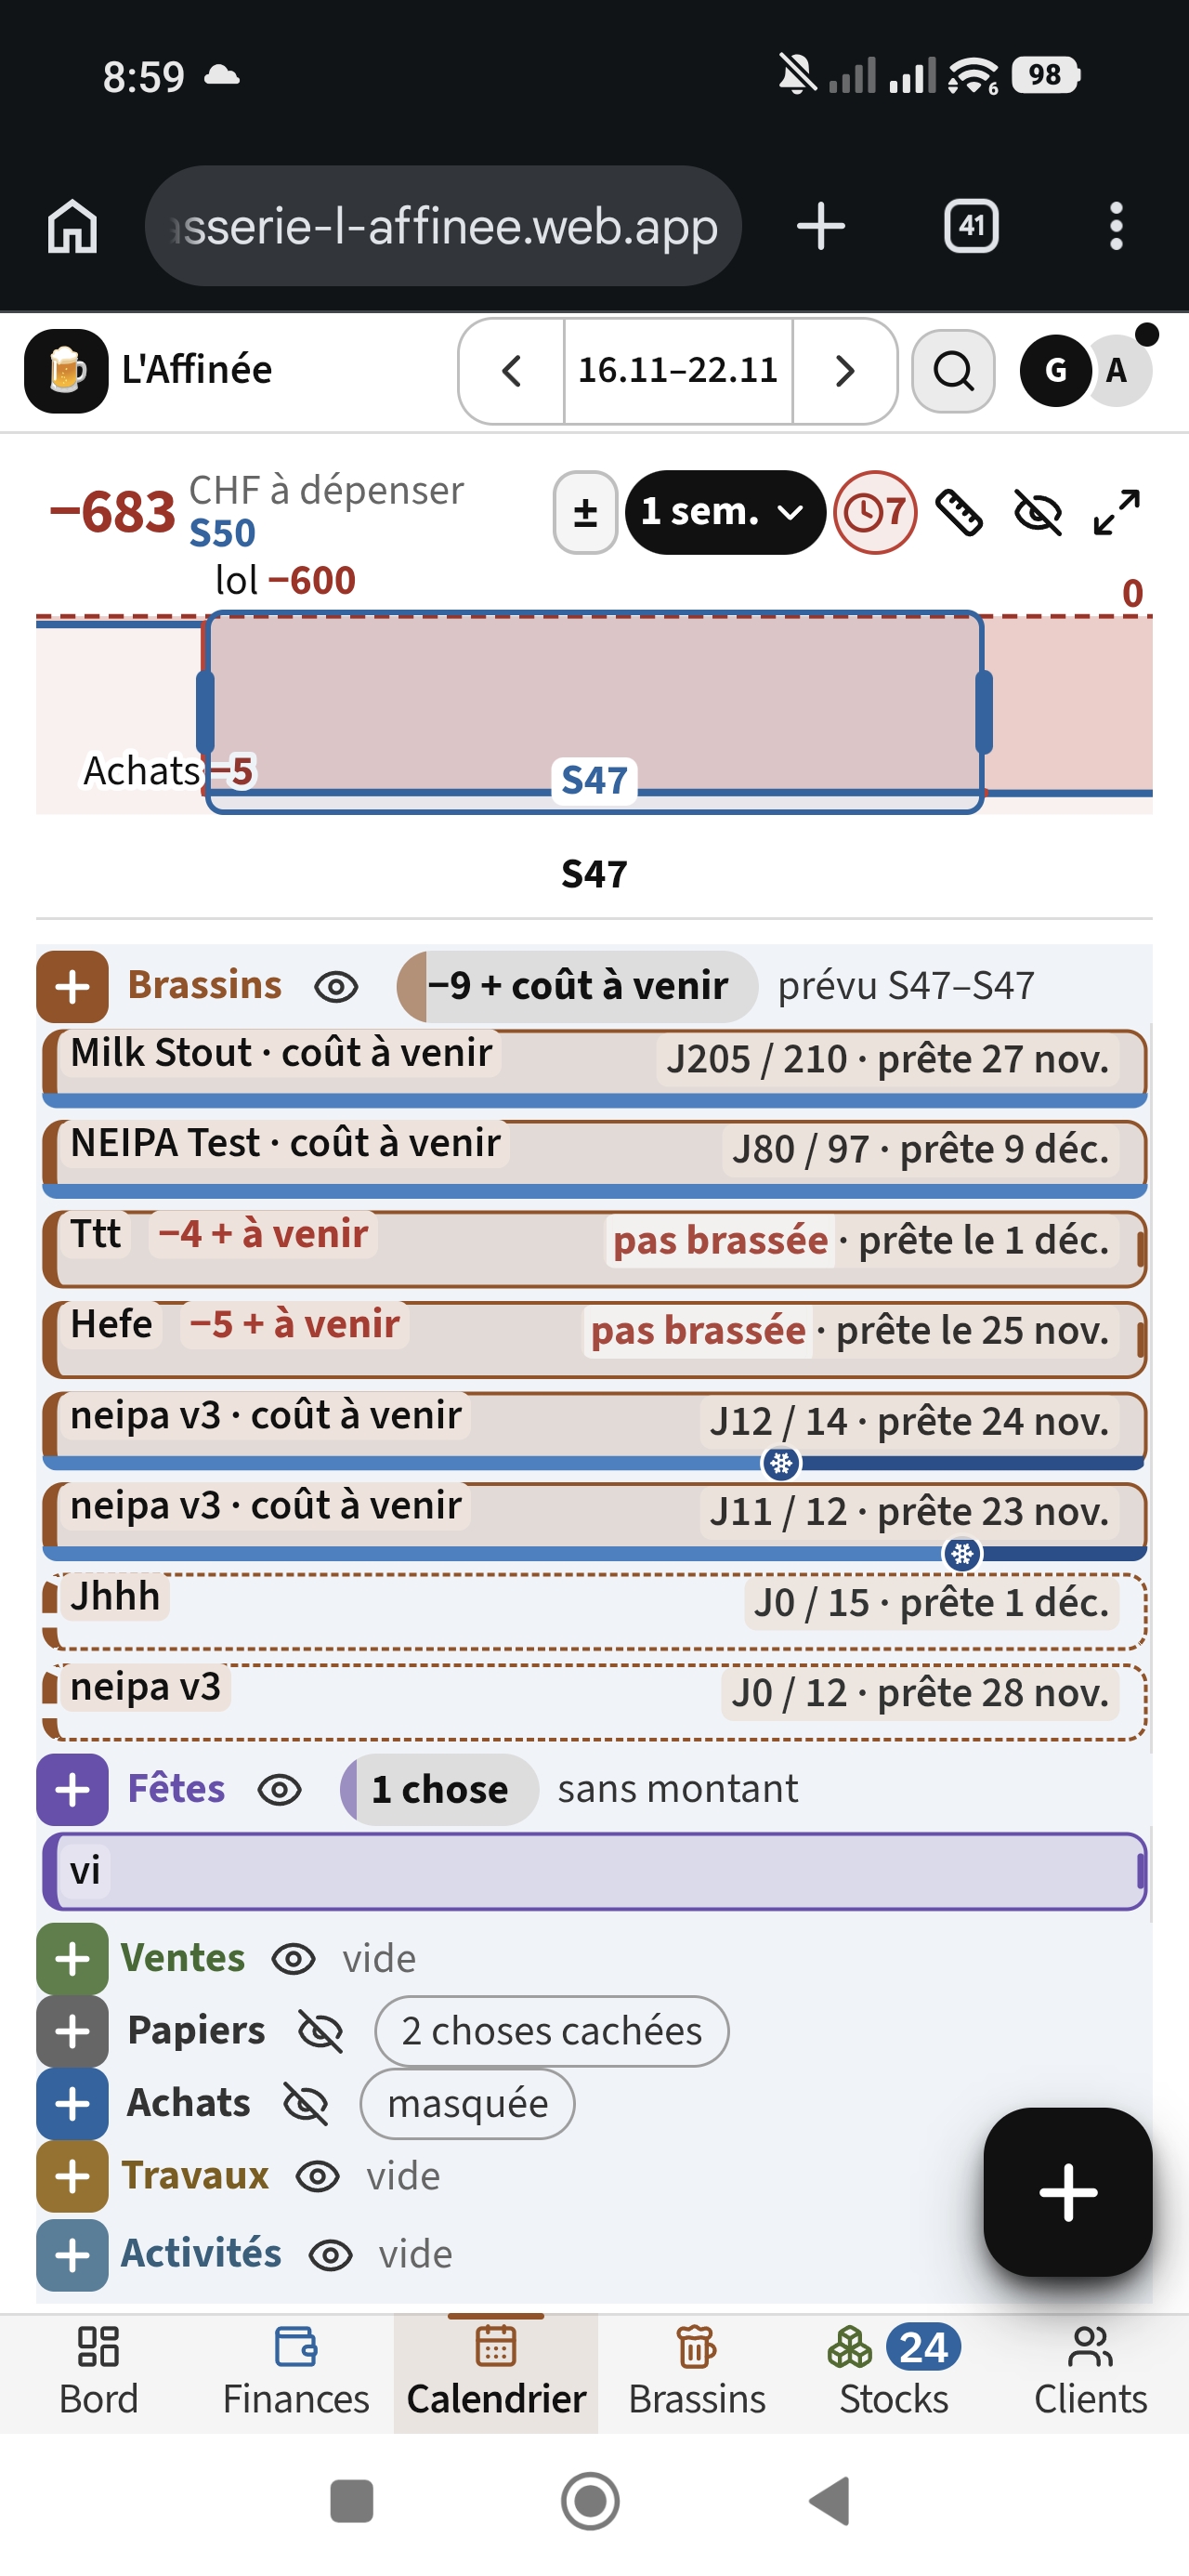 8:59
6
98
asserie-l-affinee.web.app
41
L'Affinée
16.11–22.11
G
A
−683 CHF à dépenser
S50
± 1 sem. 7
lol −600
0
Achats −5
S47
S47
Brassins −9 + coût à venir prévu S47–S47
Milk Stout · coût à venir J205 / 210 · prête 27 nov.
NEIPA Test · coût à venir J80 / 97 · prête 9 déc.
Ttt −4 + à venir pas brassée · prête le 1 déc.
Hefe −5 + à venir pas brassée · prête le 25 nov.
neipa v3 · coût à venir J12 / 14 · prête 24 nov.
neipa v3 · coût à venir J11 / 12 · prête 23 nov.
Jhhh J0 / 15 · prête 1 déc.
neipa v3 J0 / 12 · prête 28 nov.
Fêtes 1 chose sans montant
vi
Ventes vide
Papiers 2 choses cachées
Achats masquée
Travaux vide
Activités vide
24
Bord Finances Calendrier Brassins Stocks Clients